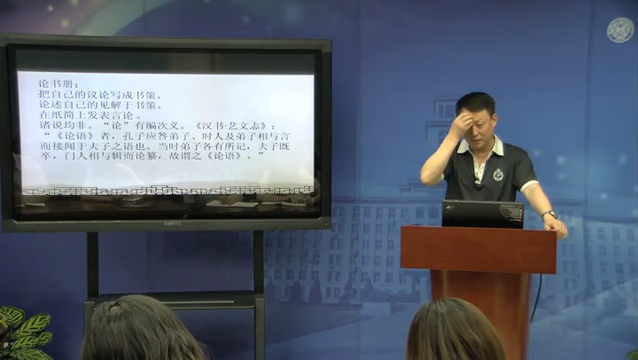 论书册：
把自己的议论写成书策。
论述自己的见解于书策。
在纸简上发表言论。
诸说均非。“论”有编次义。《汉书·艺文志》：
“《论语》者，孔子应答弟子、时人及弟子相与言
而接闻于夫子之语也。当时弟子各有所记，夫子既
卒，门人相与辑而论纂，故谓之《论语》。”